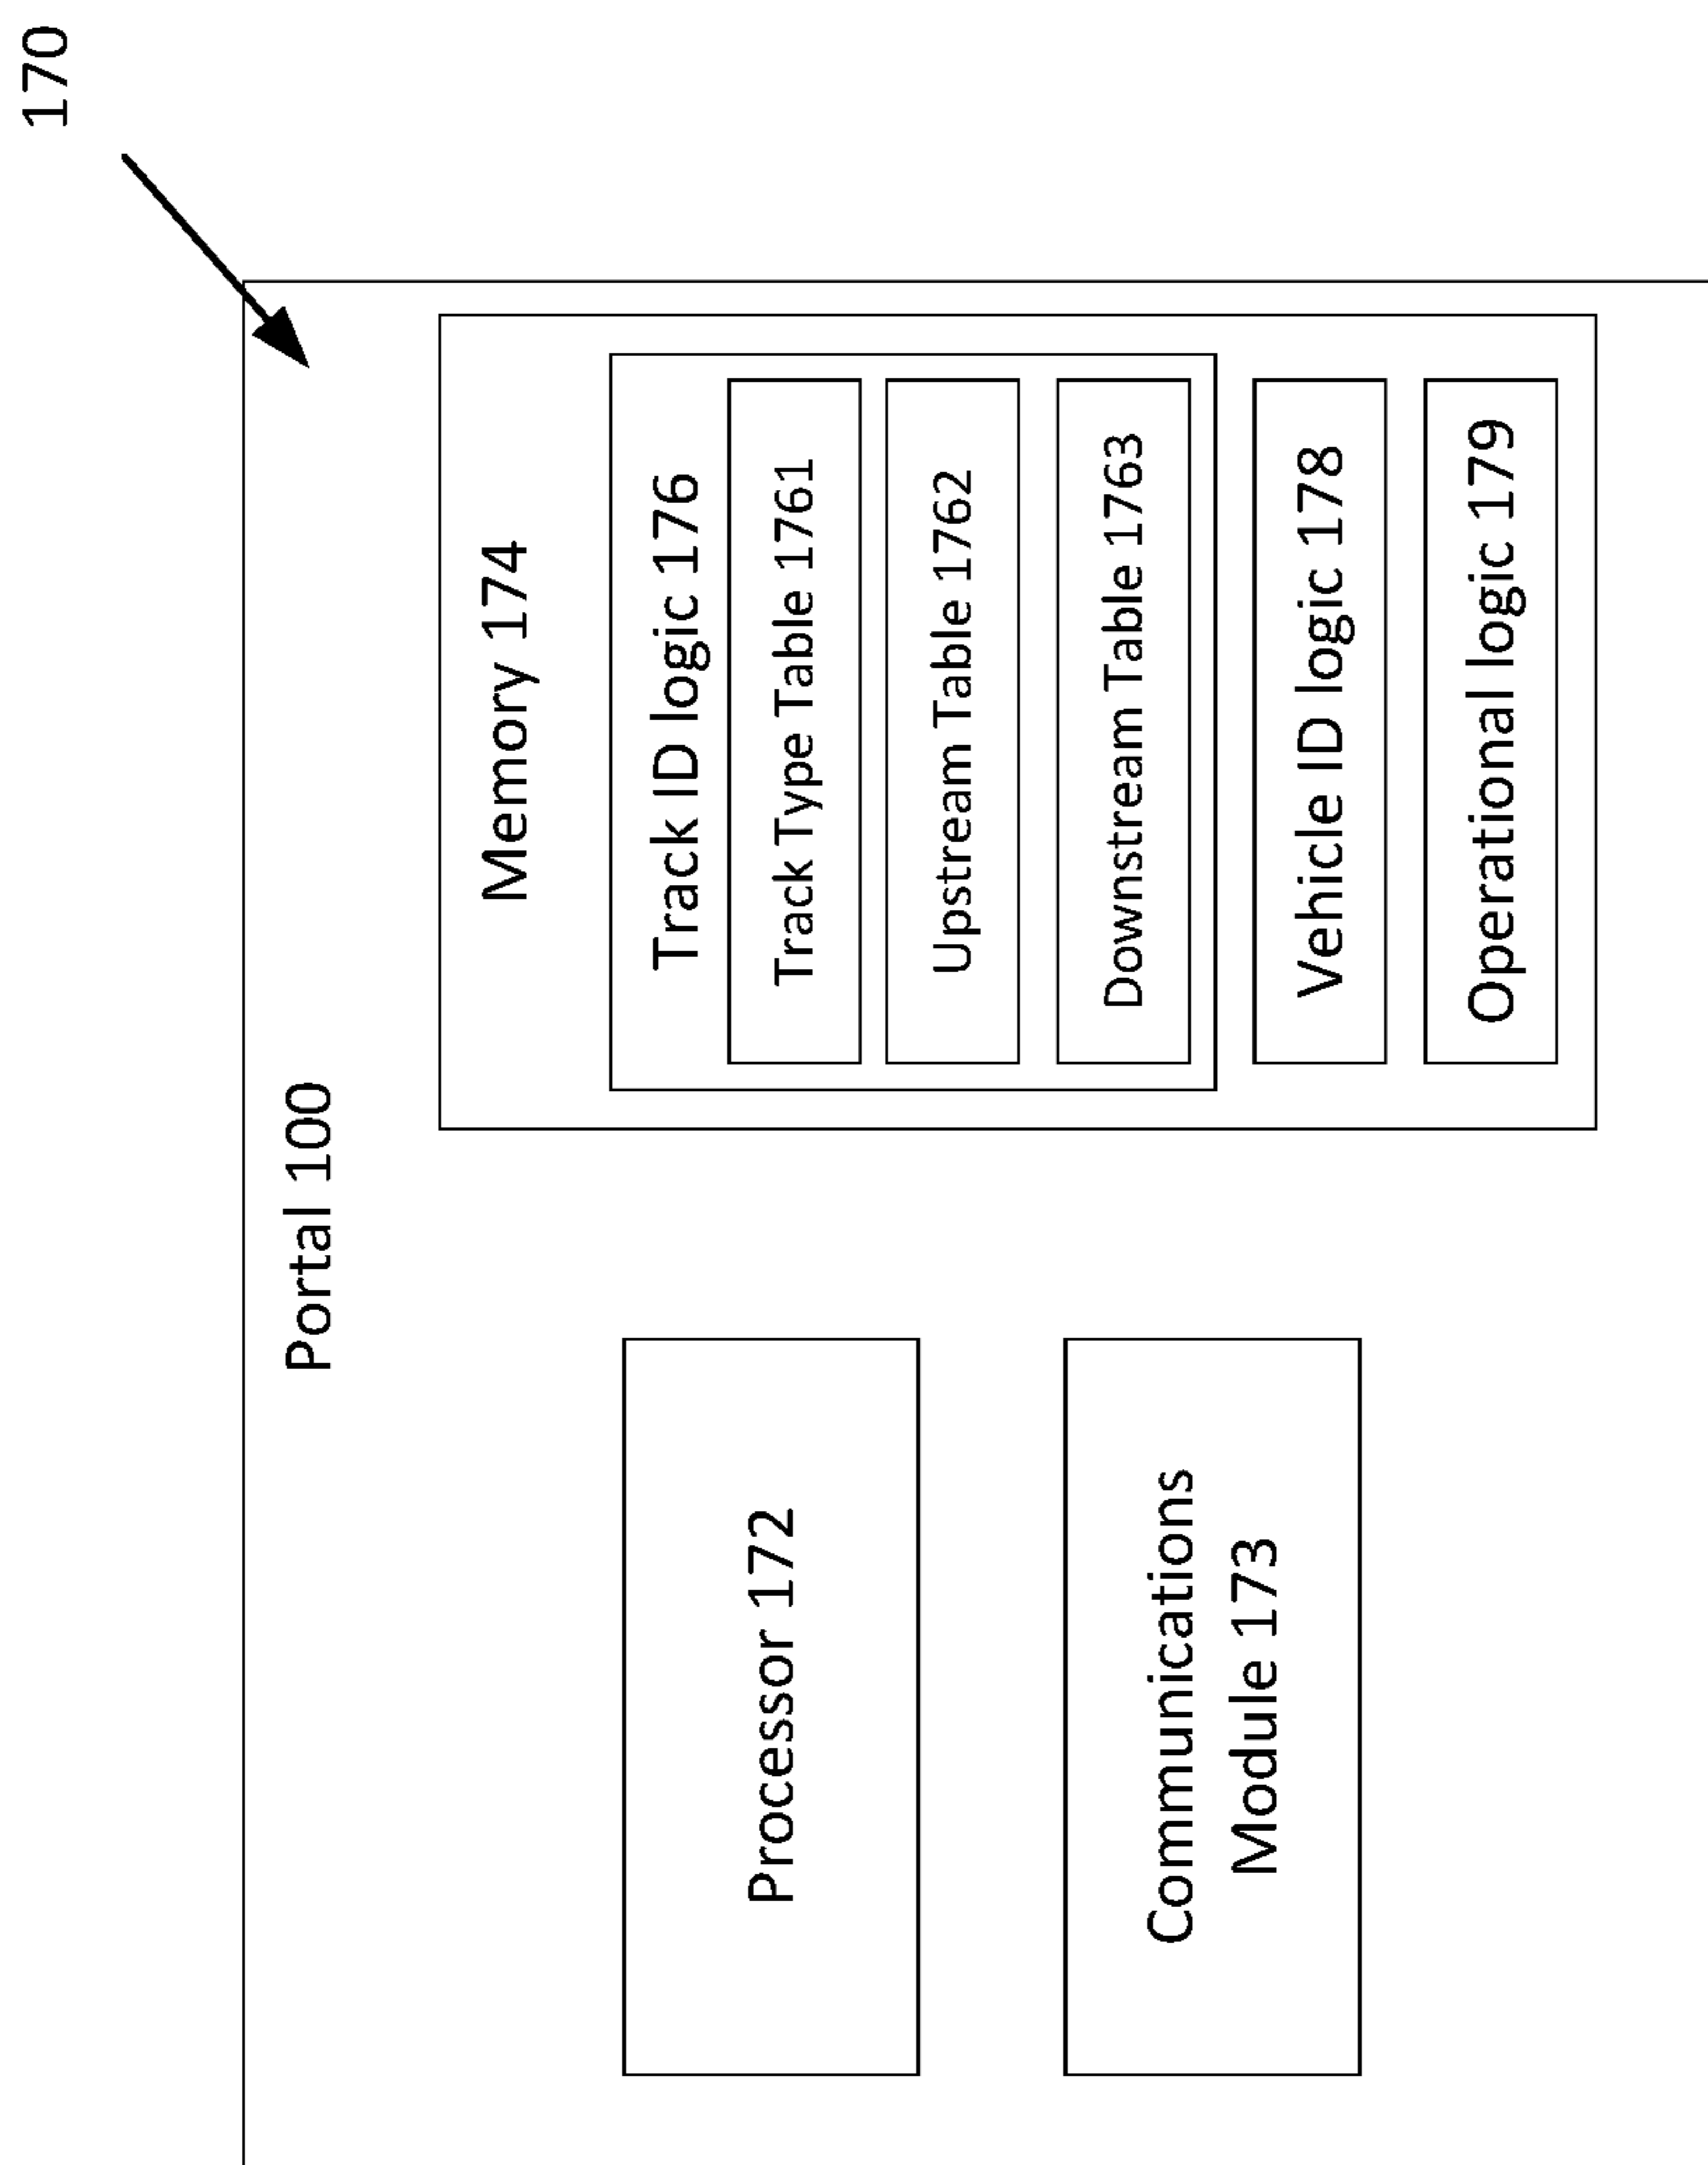 170
Portal 100
Processor 172
Communications
Module 173
Memory 174
Track ID logic 176
Track Type Table 1761
Upstream Table 1762
Downstream Table 1763
Vehicle ID logic 178
Operational logic 179